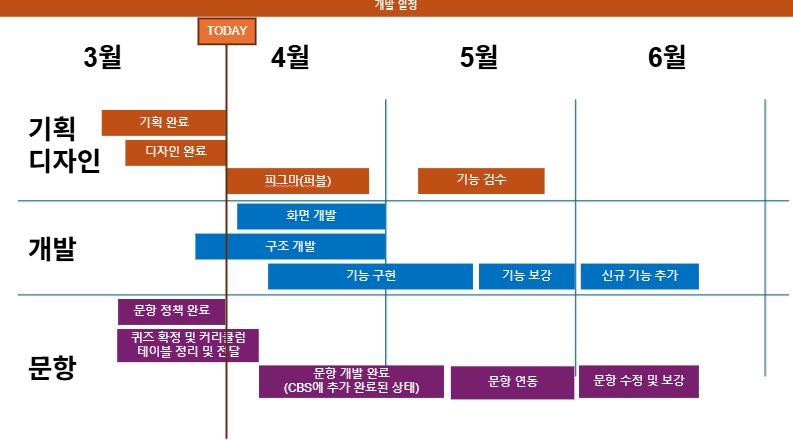 개발 일정
TODAY
3월
4월
5월
6월
기획
디자인
기획 완료
디자인 완료
피그마(퍼블)
기능 검수
개발
화면 개발
구조 개발
기능 구현
기능 보강
신규 기능 추가
문항
문항 정책 완료
퀴즈 확정 및 커리큘럼
테이블 정리 및 전달
문항 개발 완료
(CBS에 추가 완료된 상태)
문항 연동
문항 수정 및 보강